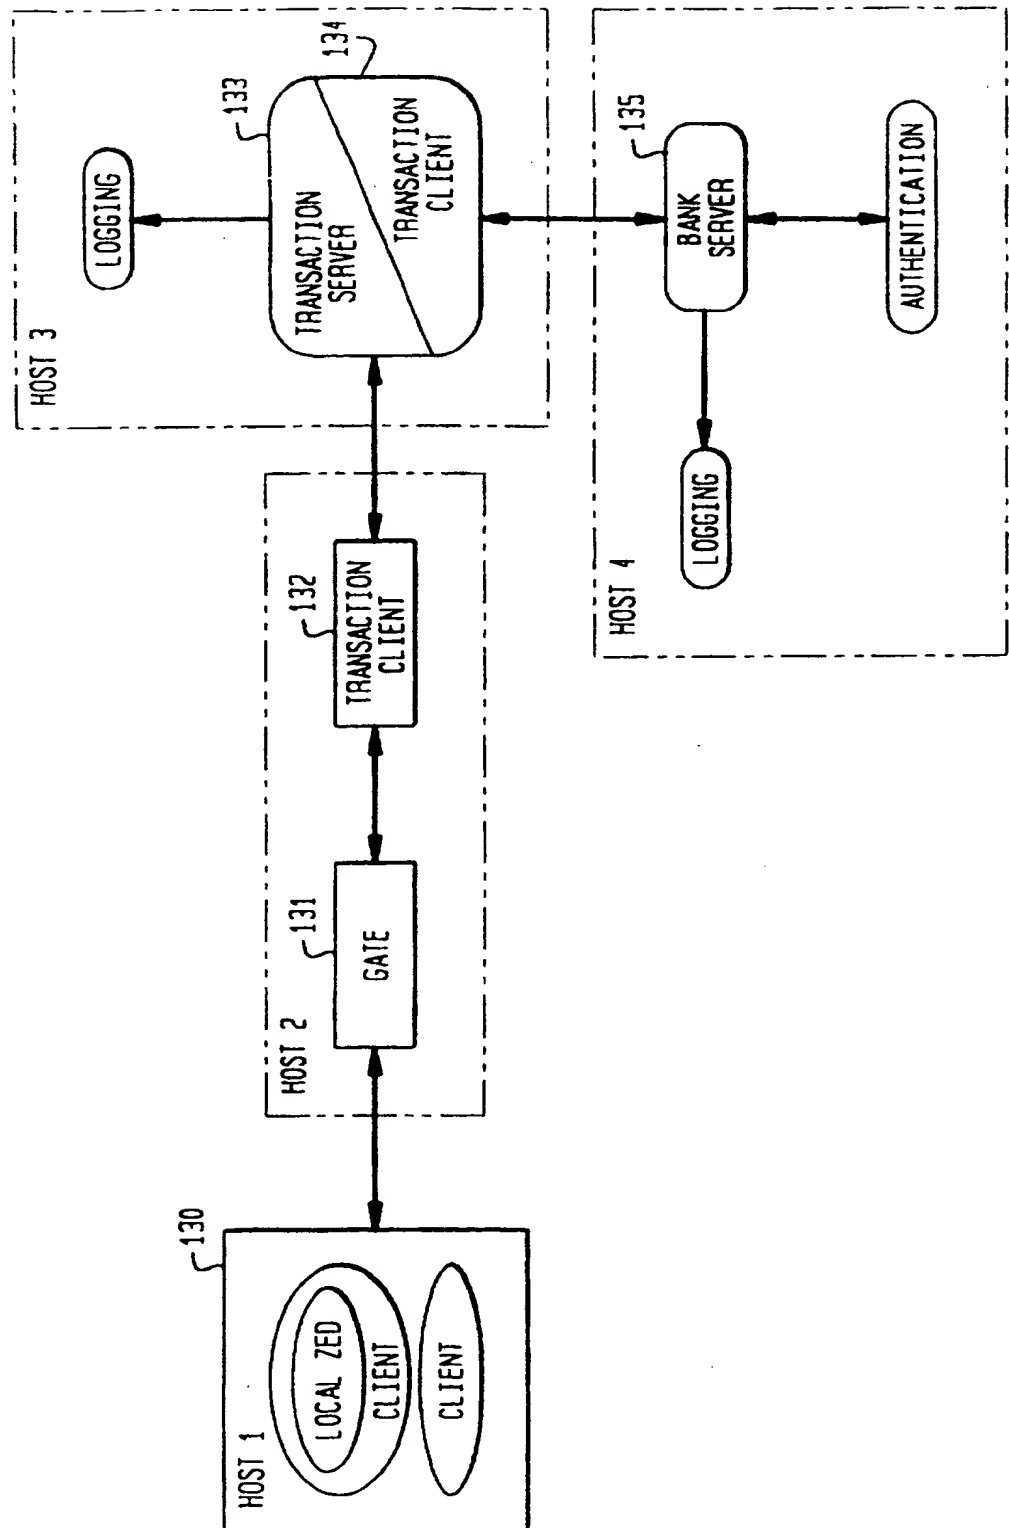 HOST 1
130
LOCAL ZED
CLIENT
CLIENT
HOST 2
131
GATE
132
TRANSACTION
CLIENT
HOST 3
LOGGING
133
TRANSACTION
SERVER
134
TRANSACTION
CLIENT
HOST 4
LOGGING
135
BANK
SERVER
AUTHENTICATION